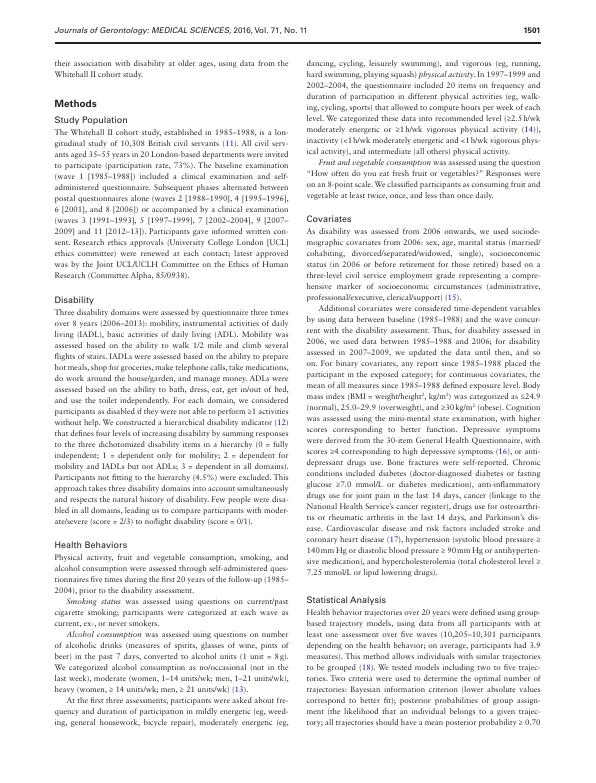 Journals of Gerontology: MEDICAL SCIENCES, 2016, Vol. 71, No. 11
1501
their association with disability at older ages, using data from the
Whitehall II cohort study.
Methods
Study Population
The Whitehall II cohort study, established in 1985–1988, is a lon-
gitudinal study of 10,308 British civil servants (11). All civil serv-
ants aged 35–55 years in 20 London-based departments were invited
to participate (participation rate, 73%). The baseline examination
(wave 1 [1985–1988]) included a clinical examination and self-
administered questionnaire. Subsequent phases alternated between
postal questionnaires alone (waves 2 [1988–1990], 4 [1995–1996],
6 [2001], and 8 [2006]) or accompanied by a clinical examination
(waves 3 [1991–1993], 5 [1997–1999], 7 [2002–2004], 9 [2007–
2009] and 11 [2012–13]). Participants gave informed written con-
sent. Research ethics approvals (University College London [UCL]
ethics committee) were renewed at each contact; latest approved
was by the Joint UCL/UCLH Committee on the Ethics of Human
Research (Committee Alpha, 85/0938).
Disability
Three disability domains were assessed by questionnaire three times
over 8 years (2006–2013): mobility, instrumental activities of daily
living (IADL), basic activities of daily living (ADL). Mobility was
assessed based on the ability to walk 1/2 mile and climb several
flights of stairs. IADLs were assessed based on the ability to prepare
hot meals, shop for groceries, make telephone calls, take medications,
do work around the house/garden, and manage money. ADLs were
assessed based on the ability to bath, dress, eat, get in/out of bed,
and use the toilet independently. For each domain, we considered
participants as disabled if they were not able to perform ≥1 activities
without help. We constructed a hierarchical disability indicator (12)
that defines four levels of increasing disability by summing responses
to the three dichotomized disability items in a hierarchy (0 = fully
independent; 1 = dependent only for mobility; 2 = dependent for
mobility and IADLs but not ADLs; 3 = dependent in all domains).
Participants not fitting to the hierarchy (4.5%) were excluded. This
approach takes three disability domains into account simultaneously
and respects the natural history of disability. Few people were disa-
bled in all domains, leading us to compare participants with moder-
ate/severe (score = 2/3) to no/light disability (score = 0/1).
Health Behaviors
Physical activity, fruit and vegetable consumption, smoking, and
alcohol consumption were assessed through self-administered ques-
tionnaires five times during the first 20 years of the follow-up (1985–
2004), prior to the disability assessment.
Smoking status was assessed using questions on current/past
cigarette smoking; participants were categorized at each wave as
current, ex-, or never smokers.
Alcohol consumption was assessed using questions on number
of alcoholic drinks (measures of spirits, glasses of wine, pints of
beer) in the past 7 days, converted to alcohol units (1 unit = 8 g).
We categorized alcohol consumption as no/occasional (not in the
last week), moderate (women, 1–14 units/wk; men, 1–21 units/wk),
heavy (women, ≥ 14 units/wk; men, ≥ 21 units/wk) (13).
At the first three assessments, participants were asked about fre-
quency and duration of participation in mildly energetic (eg, weed-
ing, general housework, bicycle repair), moderately energetic (eg,
dancing, cycling, leisurely swimming), and vigorous (eg, running,
hard swimming, playing squash) physical activity. In 1997–1999 and
2002–2004, the questionnaire included 20 items on frequency and
duration of participation in different physical activities (eg, walk-
ing, cycling, sports) that allowed to compute hours per week of each
level. We categorized these data into recommended level (≥2.5 h/wk
moderately energetic or ≥1 h/wk vigorous physical activity (14)),
inactivity (<1 h/wk moderately energetic and <1 h/wk vigorous phys-
ical activity), and intermediate (all others) physical activity.
Fruit and vegetable consumption was assessed using the question
“How often do you eat fresh fruit or vegetables?” Responses were
on an 8-point scale. We classified participants as consuming fruit and
vegetable at least twice, once, and less than once daily.
Covariates
As disability was assessed from 2006 onwards, we used sociode-
mographic covariates from 2006: sex, age, marital status (married/
cohabiting, divorced/separated/widowed, single), socioeconomic
status (in 2006 or before retirement for those retired) based on a
three-level civil service employment grade representing a compre-
hensive marker of socioeconomic circumstances (administrative,
professional/executive, clerical/support) (15).
Additional covariates were considered time-dependent variables
by using data between baseline (1985–1988) and the wave concur-
rent with the disability assessment. Thus, for disability assessed in
2006, we used data between 1985–1988 and 2006; for disability
assessed in 2007–2009, we updated the data until then, and so
on. For binary covariates, any report since 1985–1988 placed the
participant in the exposed category; for continuous covariates, the
mean of all measures since 1985–1988 defined exposure level. Body
mass index (BMI = weight/height², kg/m²) was categorized as ≤24.9
(normal), 25.0–29.9 (overweight), and ≥30 kg/m² (obese). Cognition
was assessed using the mini-mental state examination, with higher
scores corresponding to better function. Depressive symptoms
were derived from the 30-item General Health Questionnaire, with
scores ≥4 corresponding to high depressive symptoms (16), or anti-
depressant drugs use. Bone fractures were self-reported. Chronic
conditions included diabetes (doctor-diagnosed diabetes or fasting
glucose ≥7.0 mmol/L or diabetes medication), anti-inflammatory
drugs use for joint pain in the last 14 days, cancer (linkage to the
National Health Service’s cancer register), drugs use for osteoarthri-
tis or rheumatic arthritis in the last 14 days, and Parkinson’s dis-
ease. Cardiovascular disease and risk factors included stroke and
coronary heart disease (17), hypertension (systolic blood pressure ≥
140 mm Hg or diastolic blood pressure ≥ 90 mm Hg or antihyperten-
sive medication), and hypercholesterolemia (total cholesterol level ≥
7.25 mmol/L or lipid lowering drugs).
Statistical Analysis
Health behavior trajectories over 20 years were defined using group-
based trajectory models, using data from all participants with at
least one assessment over five waves (10,205–10,301 participants
depending on the health behavior; on average, participants had 3.9
measures). This method allows individuals with similar trajectories
to be grouped (18). We tested models including two to five trajec-
tories. Two criteria were used to determine the optimal number of
trajectories: Bayesian information criterion (lower absolute values
correspond to better fit); posterior probabilities of group assign-
ment (the likelihood that an individual belongs to a given trajec-
tory; all trajectories should have a mean posterior probability ≥ 0.70